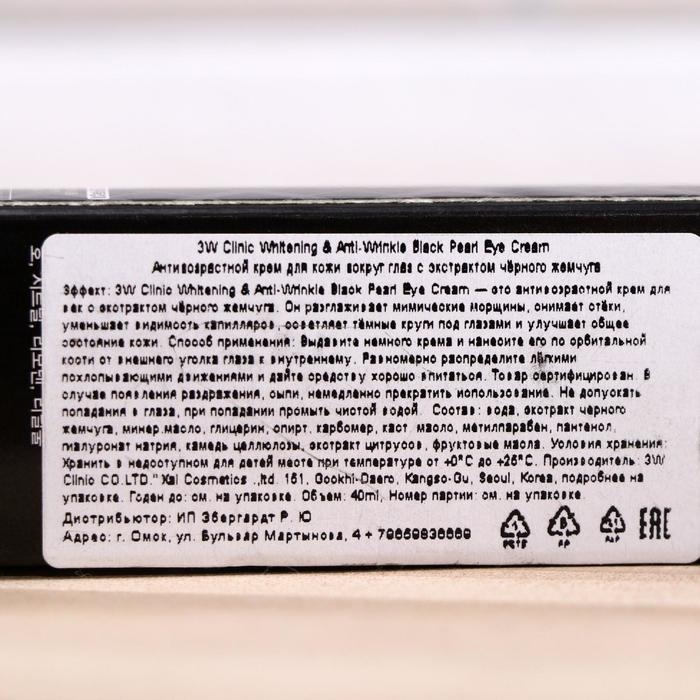 3W Clinic Whitening & Anti-Wrinkle Black Pearl Eye Cream
Антивозрастной крем для кожи вокруг глаз с экстрактом чёрного жемчуга
Эффект: 3W Clinic Whitening & Anti-Wrinkle Black Pearl Eye Cream — это антивозрастной крем для
век с экстрактом чёрного жемчуга. Он разглаживает мимические морщины, снимает отёки,
уменьшает видимость капилляров, осветляет тёмные круги под глазами и улучшает общее
состояние кожи. Способ применения: Выдавите немного крема и нанесите его по орбитальной
кости от внешнего уголка глаза к внутреннему. Равномерно распределите лёгкими
похлопывающими движениями и дайте средству хорошо впитаться. Товар сертифицирован. В
случае появления раздражения, сыпи, немедленно прекратить использование. Не допускать
попадания в глаза, при попадании промыть чистой водой. Состав: вода, экстракт черного
жемчуга, минер.масло, глицерин, спирт, карбомер, каст. масло, метилпарабен, пантенол,
гиалуронат натрия, камедь целлюлозы, экстракт цитрусов, фруктовые масла. Условия хранения:
Хранить в недоступном для детей месте при температуре от +0°С до +25°С. Производитель: 3W
Clinic CO.LTD." Xai Cosmetics .,ltd. 151, Gookhi-Daero, Kangso-Gu, Seoul, Korea, подробнее на
упаковке. Годен до: см. на упаковке. Объем: 40ml, Номер партии: см. на упаковке.
Дистрибьютор: ИП Эбергардт Р. Ю
Адрес: г. Омск, ул. Бульвар Мартынова, 4
EAC